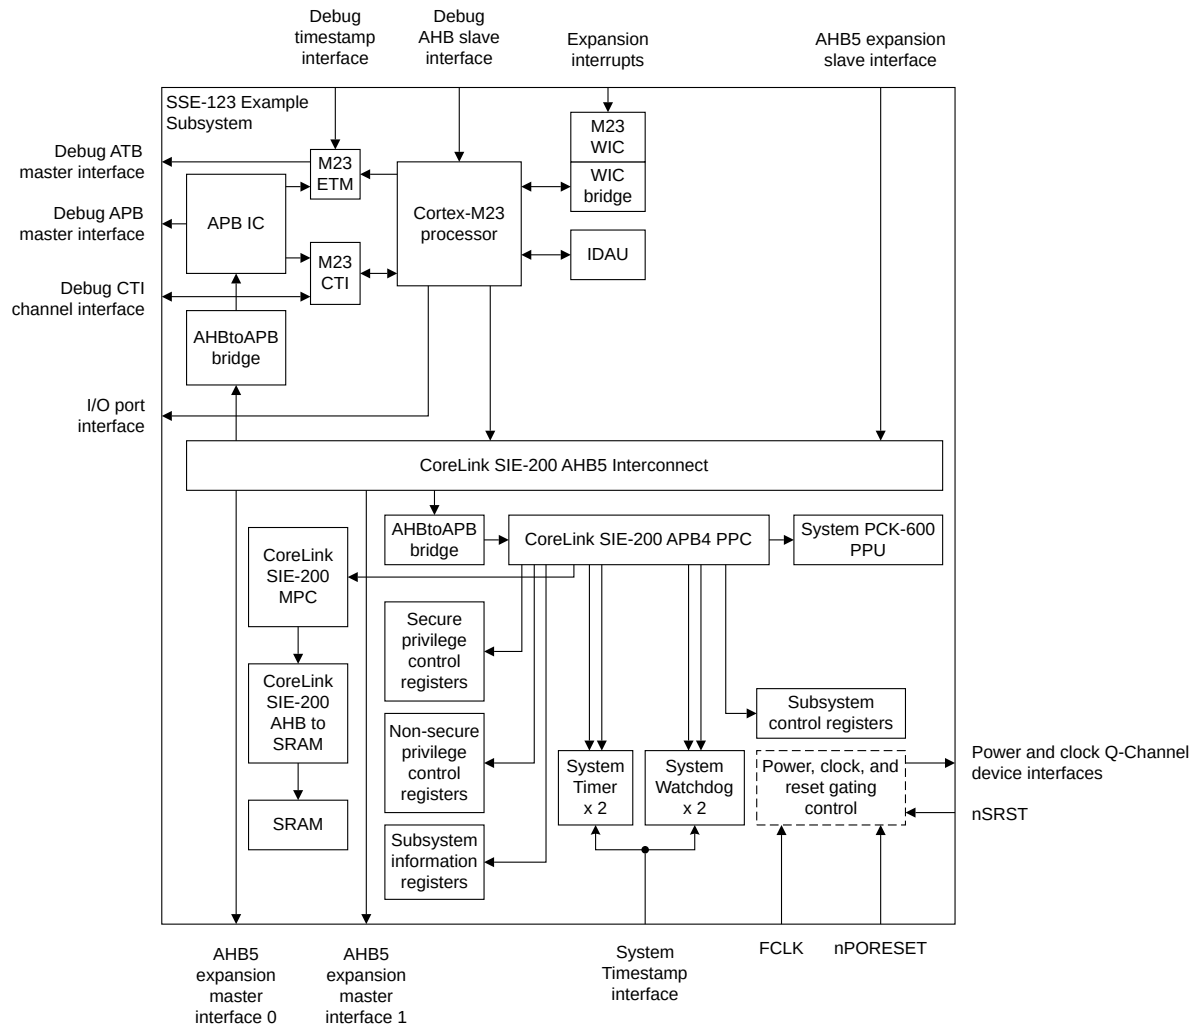 Debug
timestamp
interface
Debug
AHB slave
interface
Expansion
interrupts
AHB5 expansion
slave interface
SSE-123 Example
Subsystem
Debug ATB
master interface
Debug APB
master interface
Debug CTI
channel interface
I/O port
interface
M23
ETM
APB IC
M23
CTI
AHBtoAPB
bridge
Cortex-M23
processor
M23
WIC
WIC
bridge
IDAU
CoreLink SIE-200 AHB5 Interconnect
AHBtoAPB
bridge
CoreLink SIE-200 APB4 PPC
System PCK-600
PPU
CoreLink
SIE-200
MPC
CoreLink
SIE-200
AHB to
SRAM
SRAM
Secure
privilege
control
registers
Non-secure
privilege
control
registers
Subsystem
information
registers
System
Timer
x 2
System
Watchdog
x 2
Subsystem
control registers
Power, clock, and
reset gating
control
Power and clock Q-Channel
device interfaces
nSRST
AHB5
expansion
master
interface 0
AHB5
expansion
master
interface 1
System
Timestamp
interface
FCLK
nPORESET